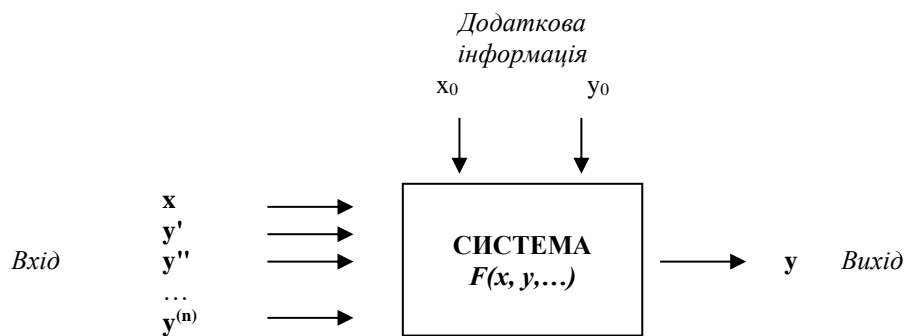 Додаткова
інформація
x₀ y₀
x
y'
Вхід y'' СИСТЕМА y Вихід
F(x, y,…)
…
y⁽ⁿ⁾